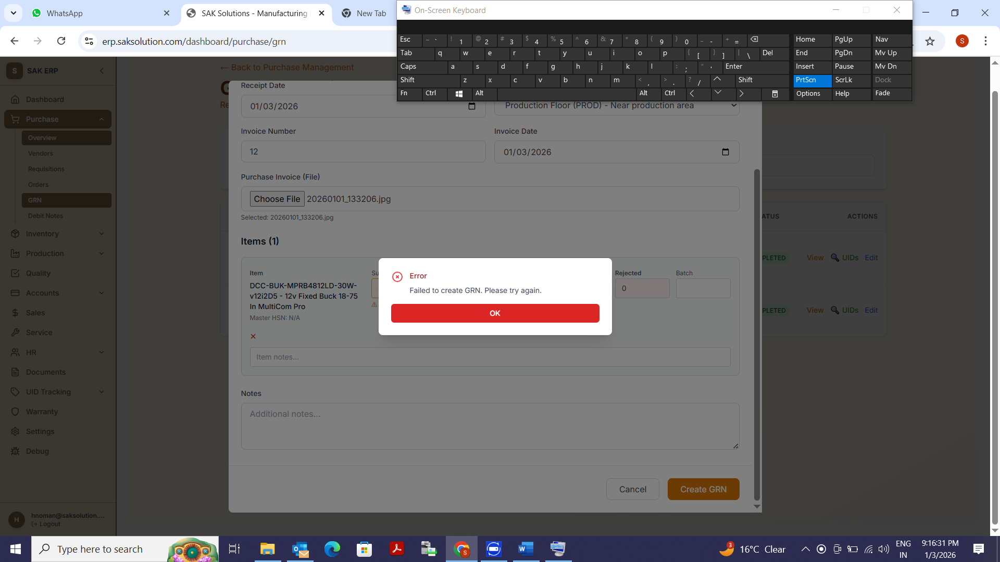 WhatsApp
SAK Solutions - Manufacturing
New Tab
On-Screen Keyboard
erp.saksolution.com/dashboard/purchase/grn
S
Esc ~ ` ! 1 @ 2 # 3 $ 4 % 5 ^ 6 & 7 * 8 ( 9 ) 0 _ - + = Home PgUp Nav
Tab q w e r t y u i o p { [ } ] | \ Del End PgDn Mv Up
Caps a s d f g h j k l : ; " ' Enter Insert Pause Mv Dn
Shift z x c v b n m < , > . ? / Shift PrtScn ScrLk Dock
Fn Ctrl Alt Alt Ctrl Options Help Fade
S SAK ERP
Dashboard
Purchase
Overview
Vendors
Requisitions
Orders
GRN
Debit Notes
Inventory
Production
Quality
Accounts
Sales
Service
HR
Documents
UID Tracking
Warranty
Settings
Debug
H hnoman@saksolution....
Logout
← Back to Purchase Management
Re
Receipt Date
01/03/2026
Production Floor (PROD) - Near production area
Invoice Number
Invoice Date
12
01/03/2026
Purchase Invoice (File)
Choose File 20260101_133206.jpg
Selected: 20260101_133206.jpg
Items (1)
Item
Su
Rejected
Batch
DCC-BUK-MPRB4812LD-30W-
v12i2D5 - 12v Fixed Buck 18-75
In MultiCom Pro
Master HSN: N/A
0
Item notes...
Error
Failed to create GRN. Please try again.
OK
Notes
Additional notes...
Cancel
Create GRN
ATUS
ACTIONS
PLETED View UIDs Edit
PLETED View UIDs Edit
Type here to search
3
16°C Clear
ENG
IN
9:16:31 PM
1/3/2026